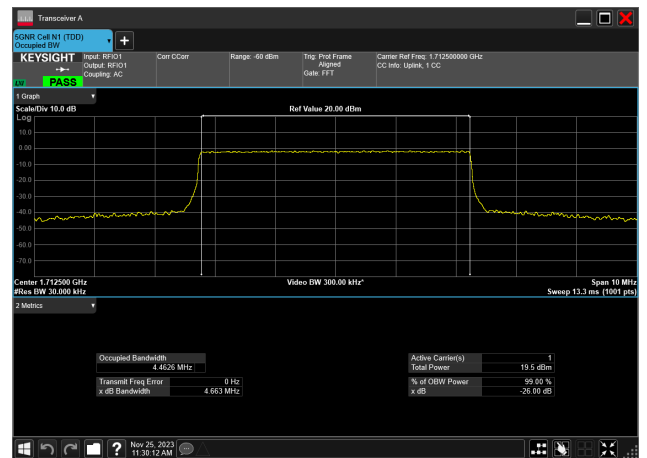 Transceiver A
5GNR Cell N1 (TDD)
Occupied BW
+
KEYSIGHT
Input: RFIO1
Output: RFIO1
Coupling: AC
Corr CCorr
Range: -60 dBm
Trig: Prot Frame
Aligned
Gate: FFT
Carrier Ref Freq: 1.712500000 GHz
CC Info: Uplink, 1 CC
PASS
1 Graph
Scale/Div 10.0 dB
Ref Value 20.00 dBm
Log
10.0
0.00
-10.0
-20.0
-30.0
-40.0
-50.0
-60.0
-70.0
Center 1.712500 GHz
Video BW 300.00 kHz*
Span 10 MHz
#Res BW 30.000 kHz
Sweep 13.3 ms (1001 pts)
2 Metrics
Occupied Bandwidth
4.4626 MHz
Active Carrier(s) 1
Total Power 19.5 dBm
Transmit Freq Error 0 Hz
x dB Bandwidth 4.663 MHz
% of OBW Power 99.00 %
x dB -26.00 dB
?
Nov 25, 2023
11:30:12 AM